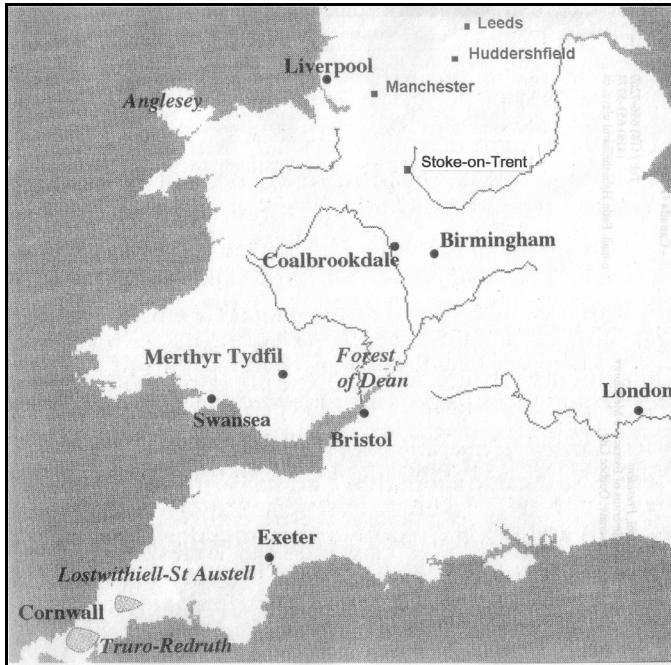 Leeds
Huddershfield
Liverpool
Manchester
Anglesey
Stoke-on-Trent
Coalbrookdale
Birmingham
Merthyr Tydfil
Forest
of Dean
Swansea
Bristol
London
Exeter
Lostwithiell-St Austell
Cornwall
Truro-Redruth